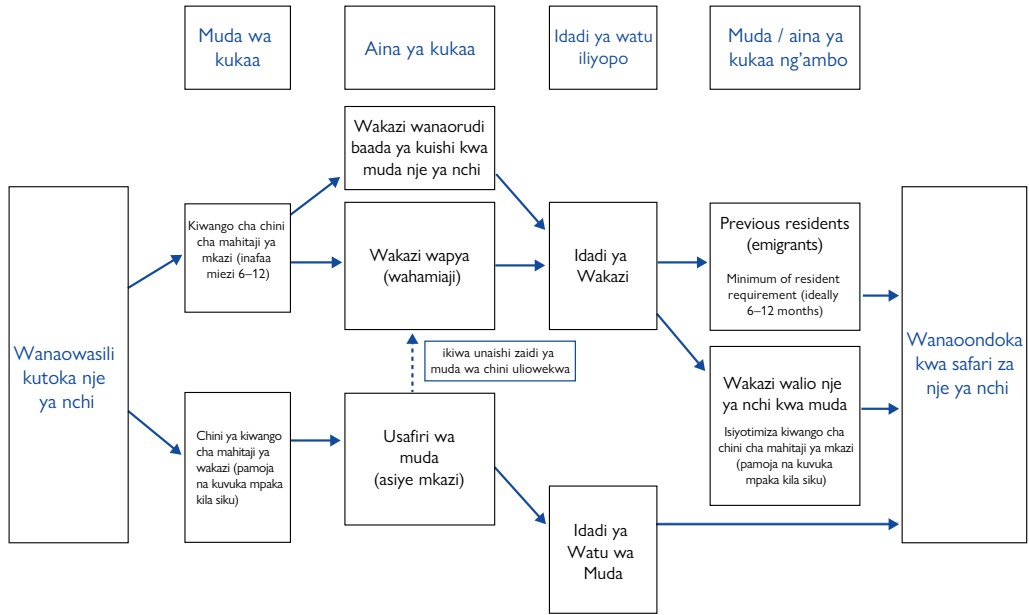 Muda wa
kukaa
Aina ya kukaa
Idadi ya watu
iliyopo
Muda / aina ya
kukaa ng'ambo
Wanaowasili
kutoka nje
ya nchi
Kiwango cha chini
cha mahitaji ya
mkazi (inafaa
miezi 6–12)
Chini ya kiwango
cha mahitaji ya
wakazi (pamoja
na kuvuka mpaka
kila siku)
Wakazi wanaorudi
baada ya kuishi kwa
muda nje ya nchi
Wakazi wapya
(wahamiaji)
ikiwa unaishi zaidi ya
muda wa chini uliowekwa
Usafiri wa
muda
(asiye mkazi)
Idadi ya
Wakazi
Idadi ya
Watu wa
Muda
Previous residents
(emigrants)
Minimum of resident
requirement (ideally
6–12 months)
Wakazi walio nje
ya nchi kwa muda
Isiyotimiza kiwango cha
chini cha mahitaji ya mkazi
(pamoja na kuvuka
mpaka kila siku)
Wanaoondoka
kwa safari za
nje ya nchi